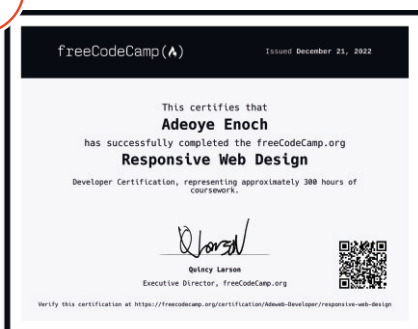 freeCodeCamp(🔥)
Issued December 21, 2022
This certifies that
Adeoye Enoch
has successfully completed the freeCodeCamp.org
Responsive Web Design
Developer Certification, representing approximately 300 hours of
coursework.
Quincy Larson
Executive Director, freeCodeCamp.org
Verify this certification at https://freecodecamp.org/certification/Adeweb-Developer/responsive-web-design